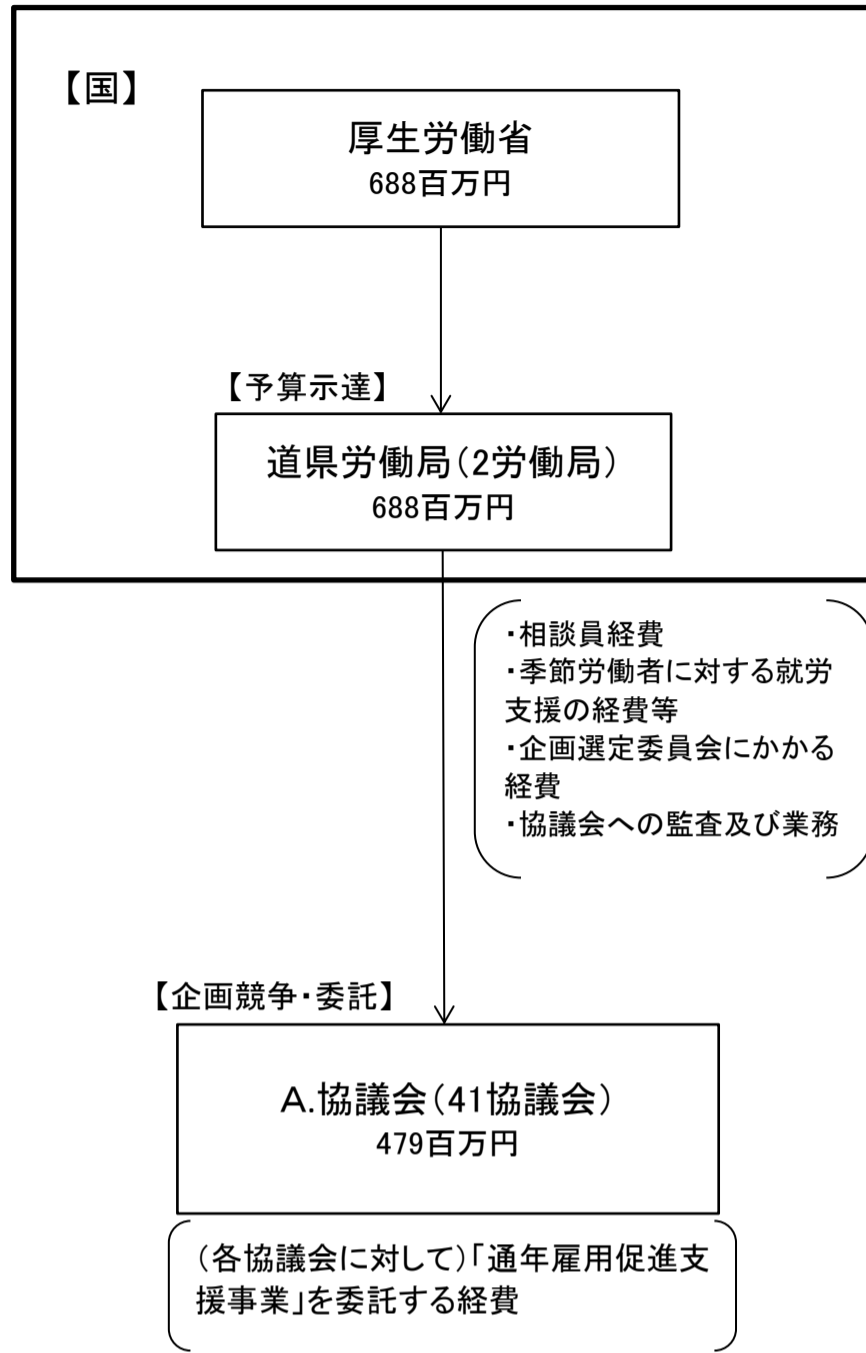 【国】
厚生労働省
688百万円
【予算示達】
道県労働局(2労働局)
688百万円
・相談員経費
・季節労働者に対する就労
支援の経費等
・企画選定委員会にかかる
経費
・協議会への監査及び業務
【企画競争・委託】
A.協議会(41協議会)
479百万円
(各協議会に対して)「通年雇用促進支
援事業」を委託する経費